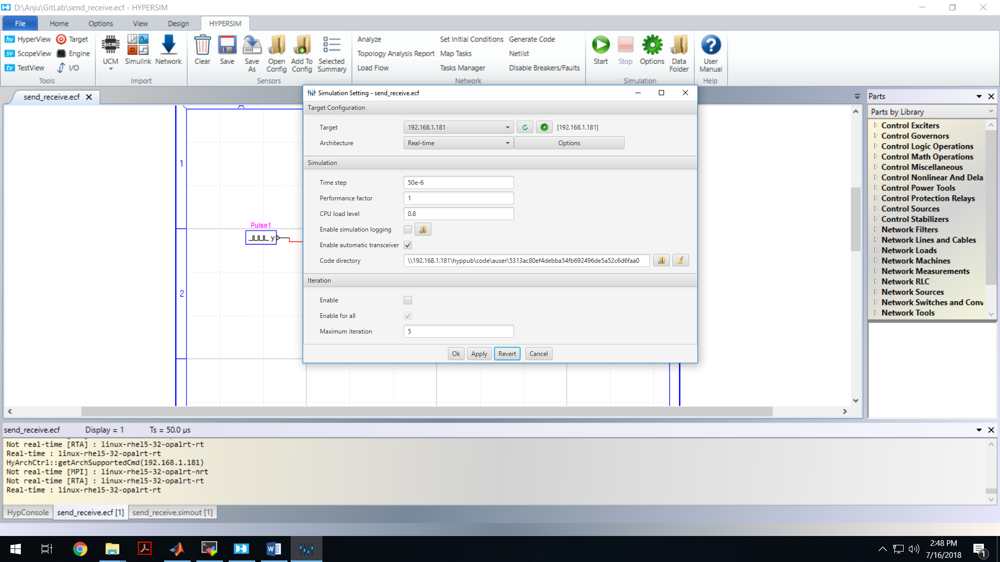 D:\Anju\GitLab\send_receive.ecf - HYPERSIM
File Home Options View Design HYPERSIM
hv HyperView Target
sv ScopeView Engine
tv TestView I/O
Tools
UCM Simulink Network
Import
Clear Save Save As Open Config Add To Config Selected Summary
Sensors
Analyze Set Initial Conditions Generate Code
Topology Analysis Report Map Tasks Netlist
Load Flow Tasks Manager Disable Breakers/Faults
Network
Start Stop Options Data Folder
Simulation
User Manual
Help
send_receive.ecf
Simulation Setting - send_receive.ecf
Target Configuration
Target 192.168.1.181 [192.168.1.181]
Architecture Real-time Options
Simulation
Time step 50e-6
Performance factor 1
CPU load level 0.8
Enable simulation logging
Enable automatic transceiver
Code directory \\192.168.1.181\hyppub\code\auser\5313ac80ef4debba54fb692496de5a52c6d6faa0
Iteration
Enable
Enable for all
Maximum iteration 5
Ok Apply Revert Cancel
1
Pulse1
y
2
Parts
Parts by Library
Control Exciters
Control Governors
Control Logic Operations
Control Math Operations
Control Miscellaneous
Control Nonlinear And Dela
Control Power Tools
Control Protection Relays
Control Sources
Control Stabilizers
Network Filters
Network Lines and Cables
Network Loads
Network Machines
Network Measurements
Network RLC
Network Sources
Network Switches and Conv
Network Tools
send_receive.ecf Display = 1 Ts = 50.0 µs
Not real-time [RTA] : linux-rhel5-32-opalrt-rt
Real-time : linux-rhel5-32-opalrt-rt
HyArchCtrl::getArchSupportedCmd(192.168.1.181)
Not real-time [MPI] : linux-rhel5-32-opalrt-nrt
Not real-time [RTA] : linux-rhel5-32-opalrt-rt
Real-time : linux-rhel5-32-opalrt-rt
HypConsole send_receive.ecf [1] send_receive.simout [1]
2:48 PM
7/16/2018
1